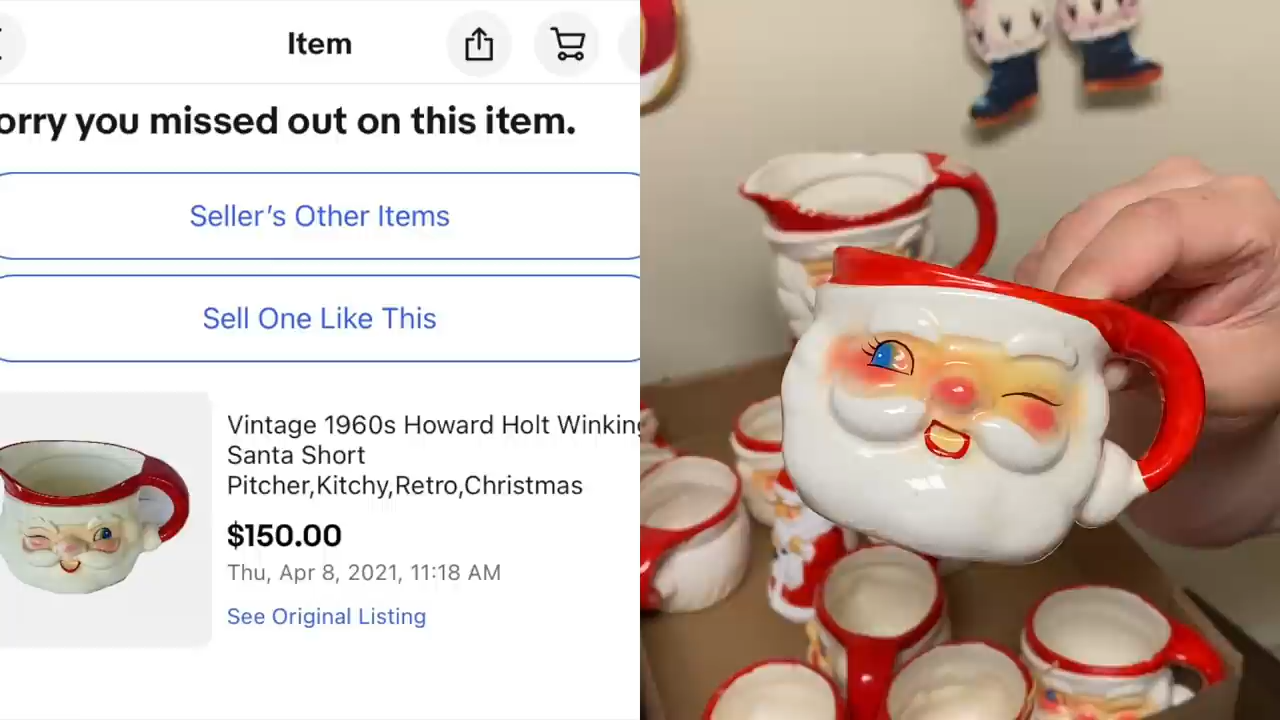 Item
orry you missed out on this item.
Seller's Other Items
Sell One Like This
Vintage 1960s Howard Holt Winking
Santa Short
Pitcher,Kitchy,Retro,Christmas
$150.00
Thu, Apr 8, 2021, 11:18 AM
See Original Listing